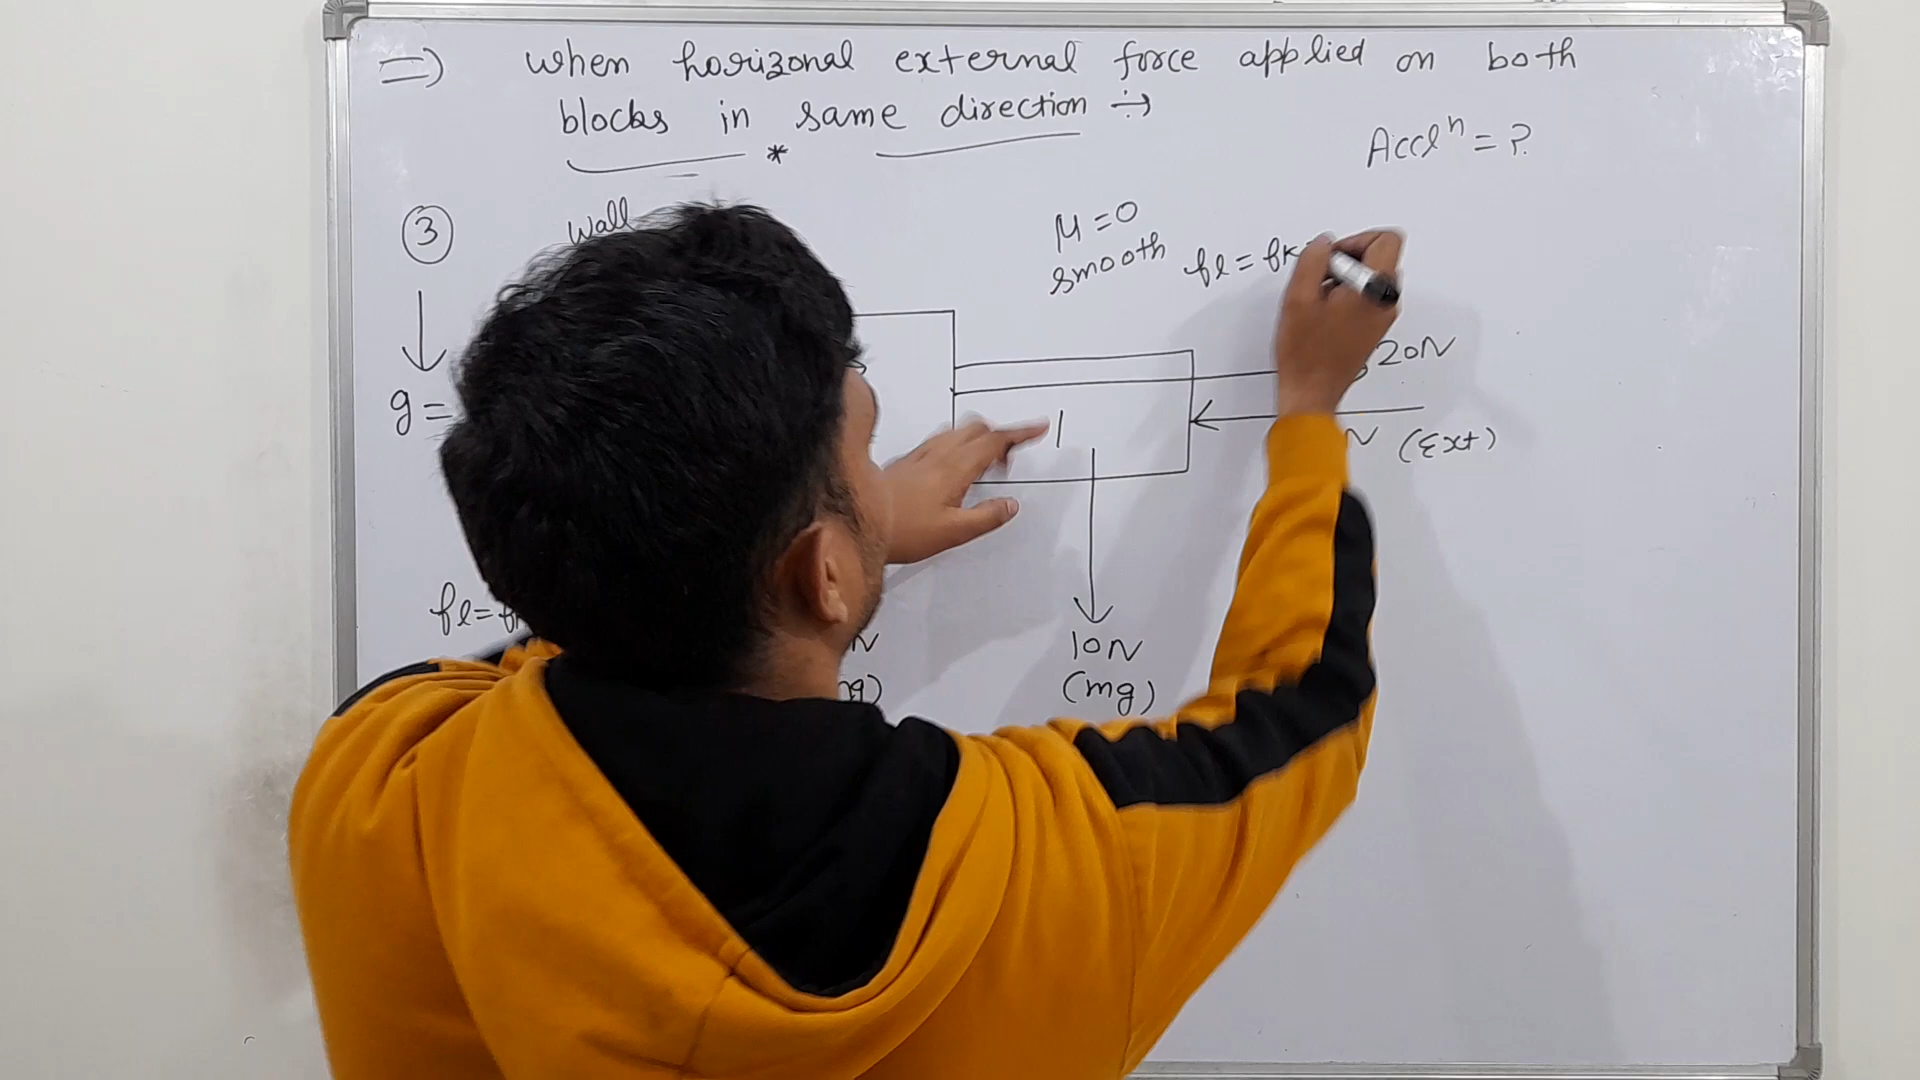 =) when horizonal external force applied on both
blocks in same direction ÷→
*
Accl^n = ?
③ wall
μ = 0
smooth
fl = fk
20N
g =
1
N (Ext)
fl = f
N
10N
g)
(mg)